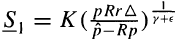 S̲₁ = K(pRr△ / p̂−Rp)^{1/(γ+ϵ)}